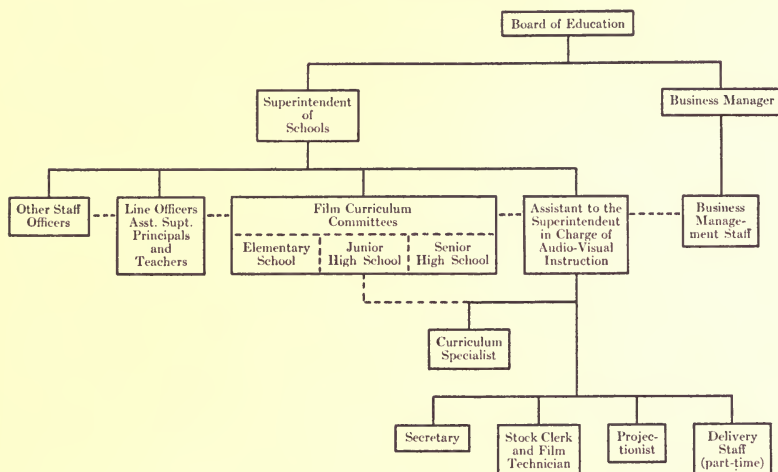 Board of Education
Superintendent
of
Schools
Business Manager
Other Staff
Officers
Line Officers
Asst. Supt.
Principals
and
Teachers
Film Curriculum
Committees
Elementary
School
Junior
High School
Senior
High School
Assistant to the
Superintendent
in Charge of
Audio-Visual
Instruction
Business
Manage-
ment Staff
Curriculum
Specialist
Secretary
Stock Clerk
and Film
Technician
Projec-
tionist
Delivery
Staff
(part-time)